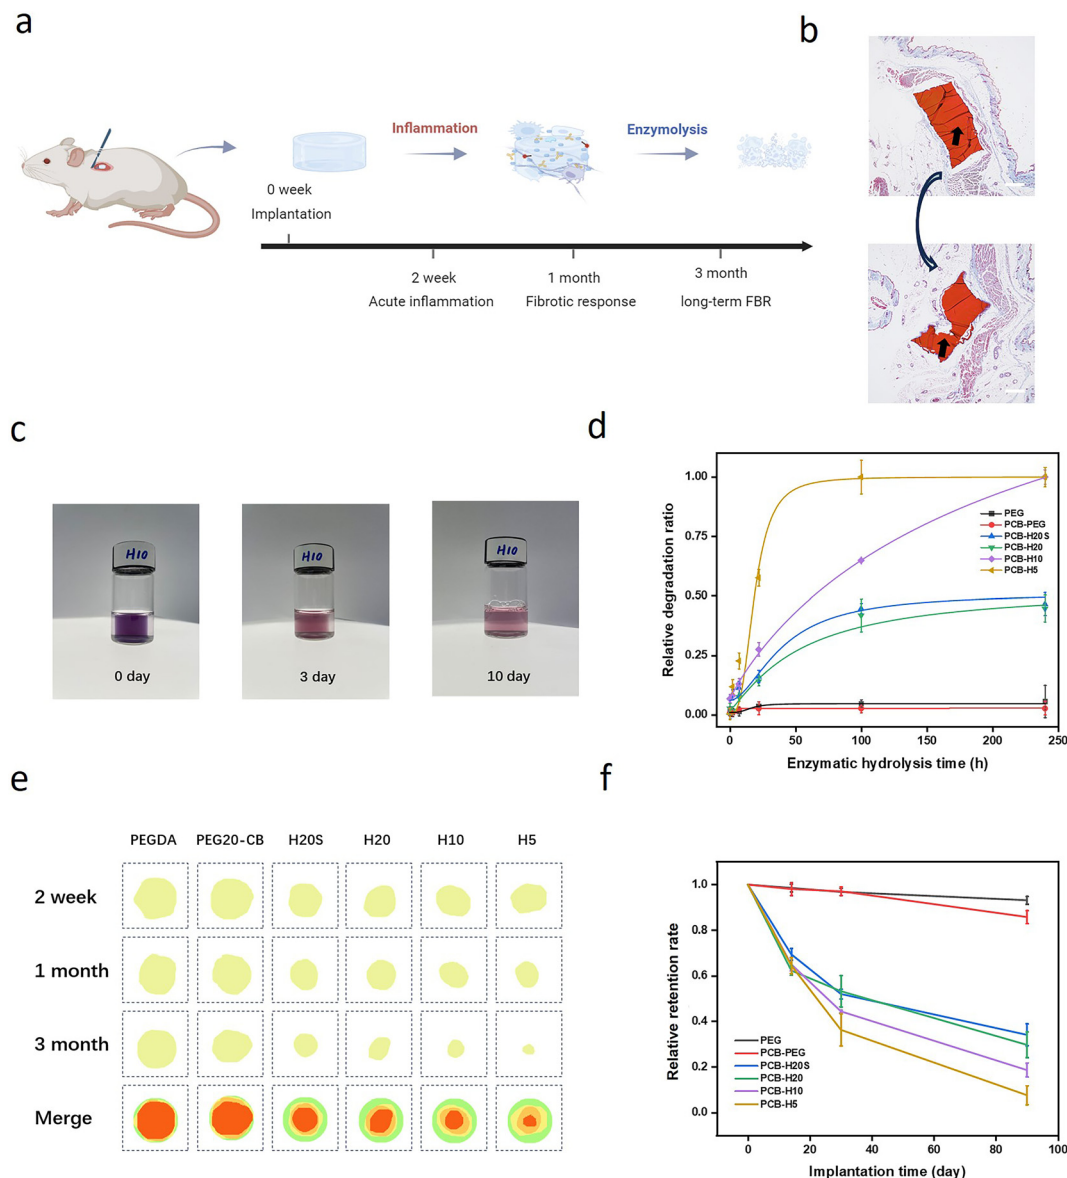 a
Inflammation
Enzymolysis
0 week
Implantation
2 week
Acute inflammation
1 month
Fibrotic response
3 month
long-term FBR
b
c
H10
0 day
H10
3 day
H10
10 day
d
Relative degradation ratio
1.00
0.75
0.50
0.25
0.00
PEG
PCB-PEG
PCB-H20S
PCB-H20
PCB-H10
PCB-H5
0
50
100
150
200
250
Enzymatic hydrolysis time (h)
e
PEGDA
PEG20-CB
H20S
H20
H10
H5
2 week
1 month
3 month
Merge
f
Relative retention rate
1.0
0.8
0.6
0.4
0.2
0.0
PEG
PCB-PEG
PCB-H20S
PCB-H20
PCB-H10
PCB-H5
0
20
40
60
80
100
Implantation time (day)